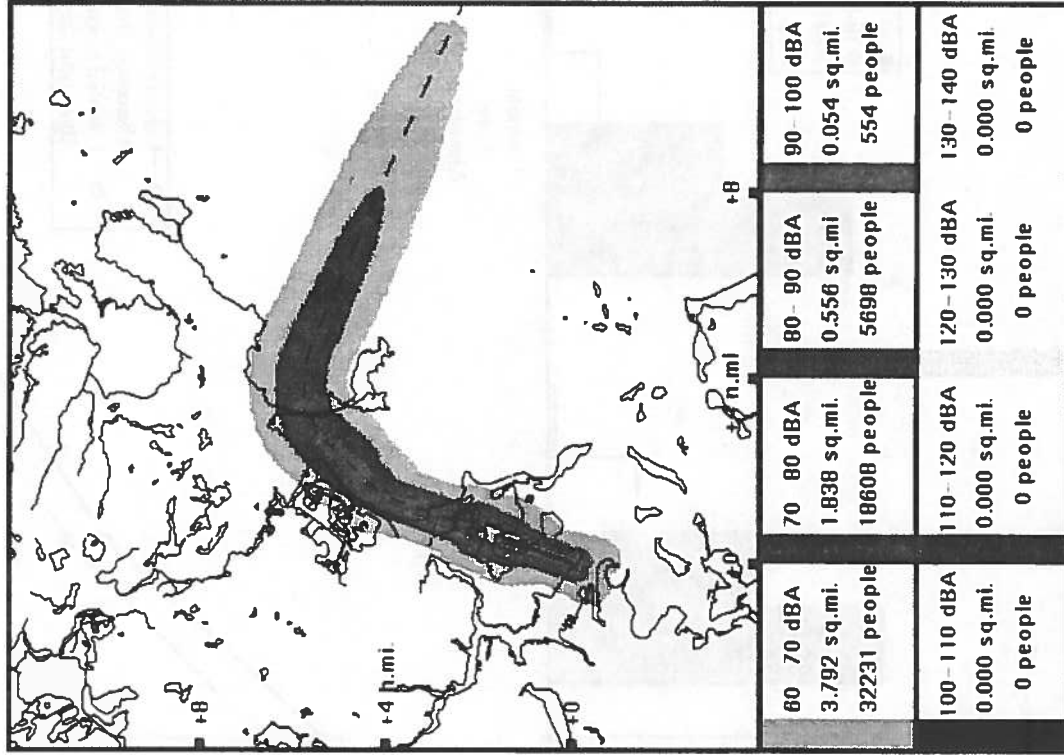 +8
+4
n.mi.
+0
+0
+4 n.mi
+8
60 70 dBA
3.792 sq.mi.
32231 people
70 80 dBA
1.838 sq.mi.
18608 people
80- 90 dBA
0.556 sq.mi.
5698 people
90-100 dBA
0.054 sq.mi.
554 people
100-110 dBA
0.000 sq.mi.
0 people
110-120 dBA
0.000 sq.mi.
0 people
120-130 dBA
0.000 sq.mi.
0 people
130-140 dBA
0.000 sq.mi.
0 people